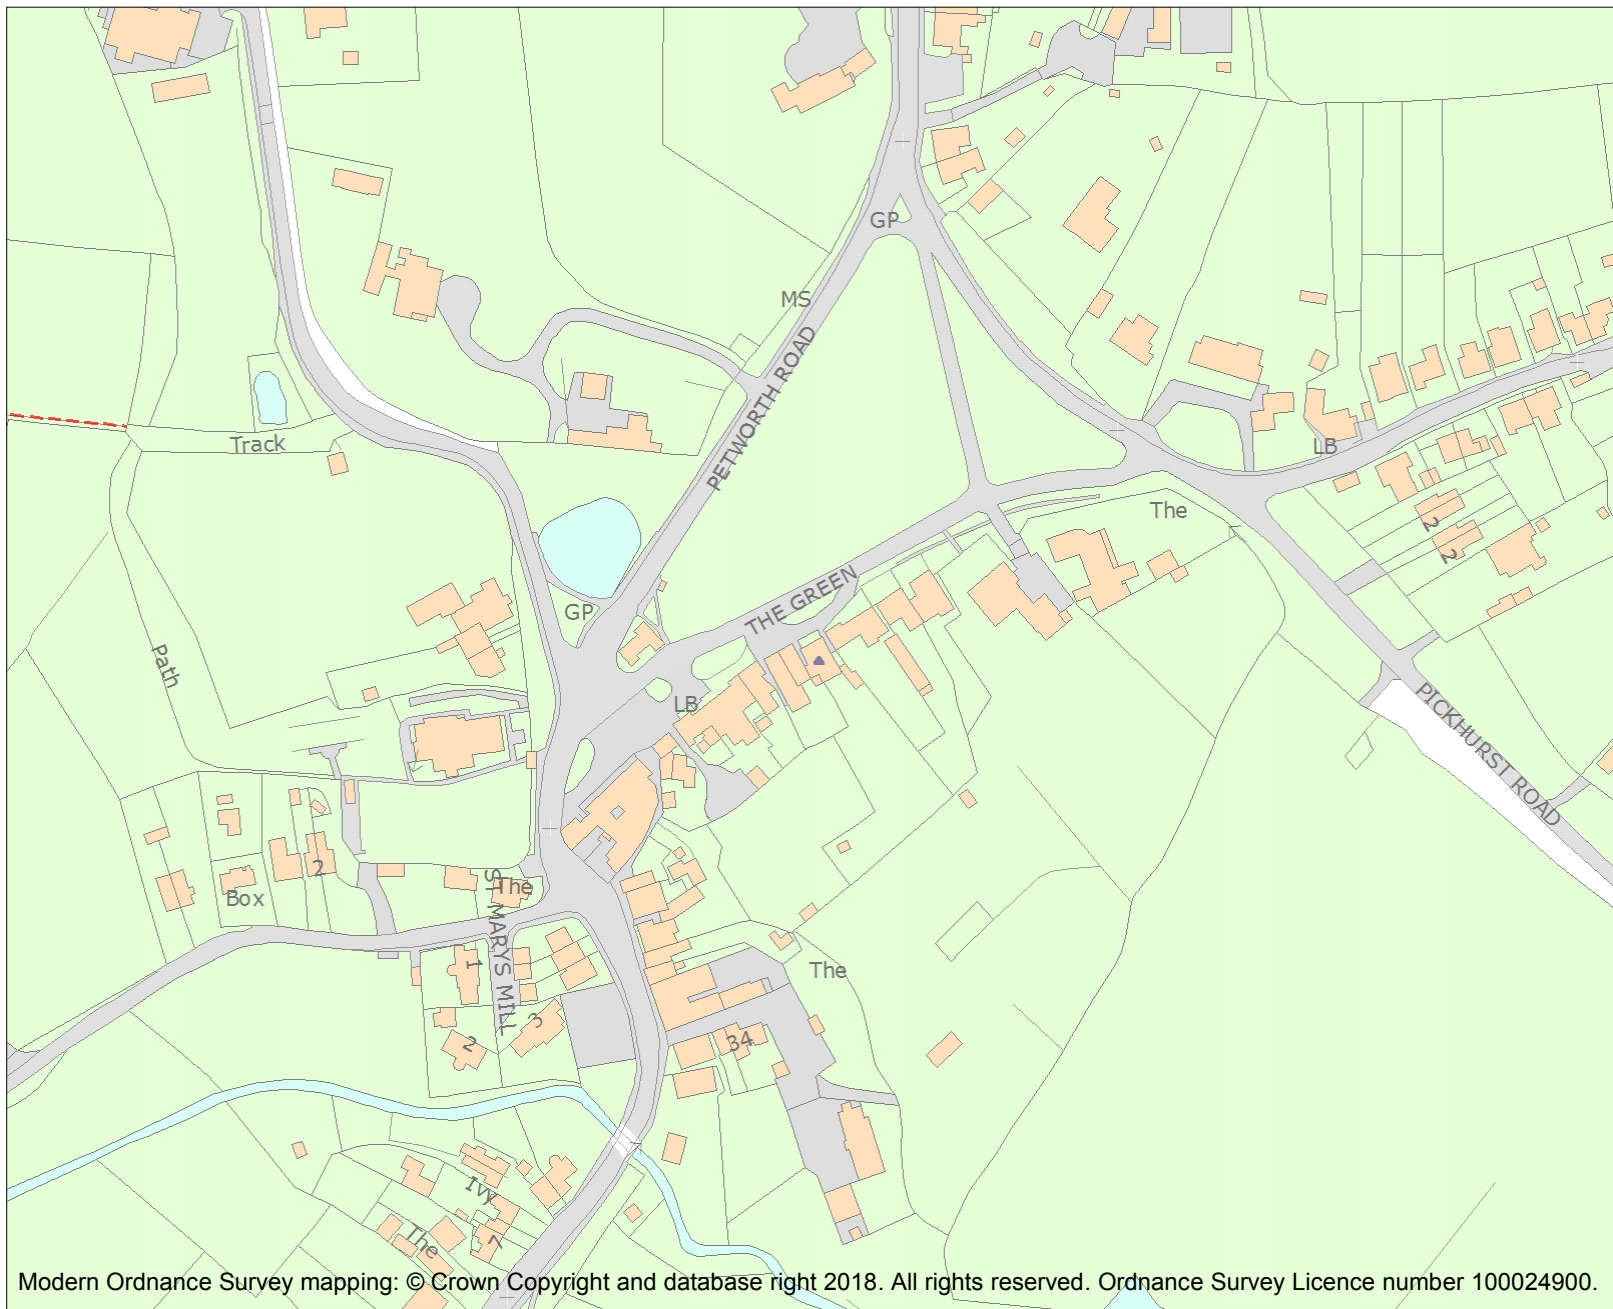 GP
MS
PETWORTH ROAD
Track
LB
The
2
2
THE GREEN
GP
Path
LB
PICKHURST ROAD
2
The
Box
ST MARYS MILL
1
The
3
2
34
Ivy
The
7
Modern Ordnance Survey mapping: © Crown Copyright and database right 2018. All rights reserved. Ordnance Survey Licence number 100024900.